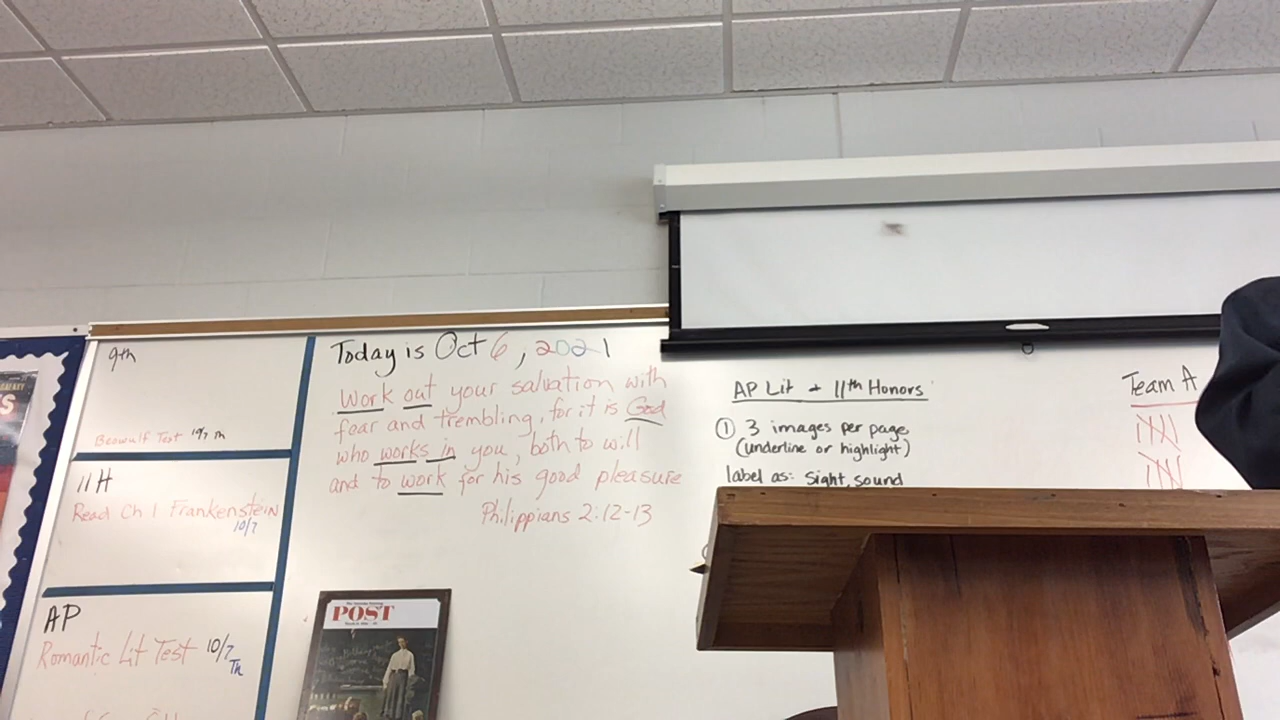 9th
Beowulf Test 10/7 Th
11H
Read Ch 1 Frankenstein
10/7
AP
Romantic Lit Test 10/7
Th
Today is Oct 6, 2021
Work out your salvation with
fear and trembling, for it is God
who works in you, both to will
and to work for his good pleasure
Philippians 2:12-13
POST
AP Lit + 11th Honors
① 3 images per page
(underline or highlight)
label as: sight, sound
Team A